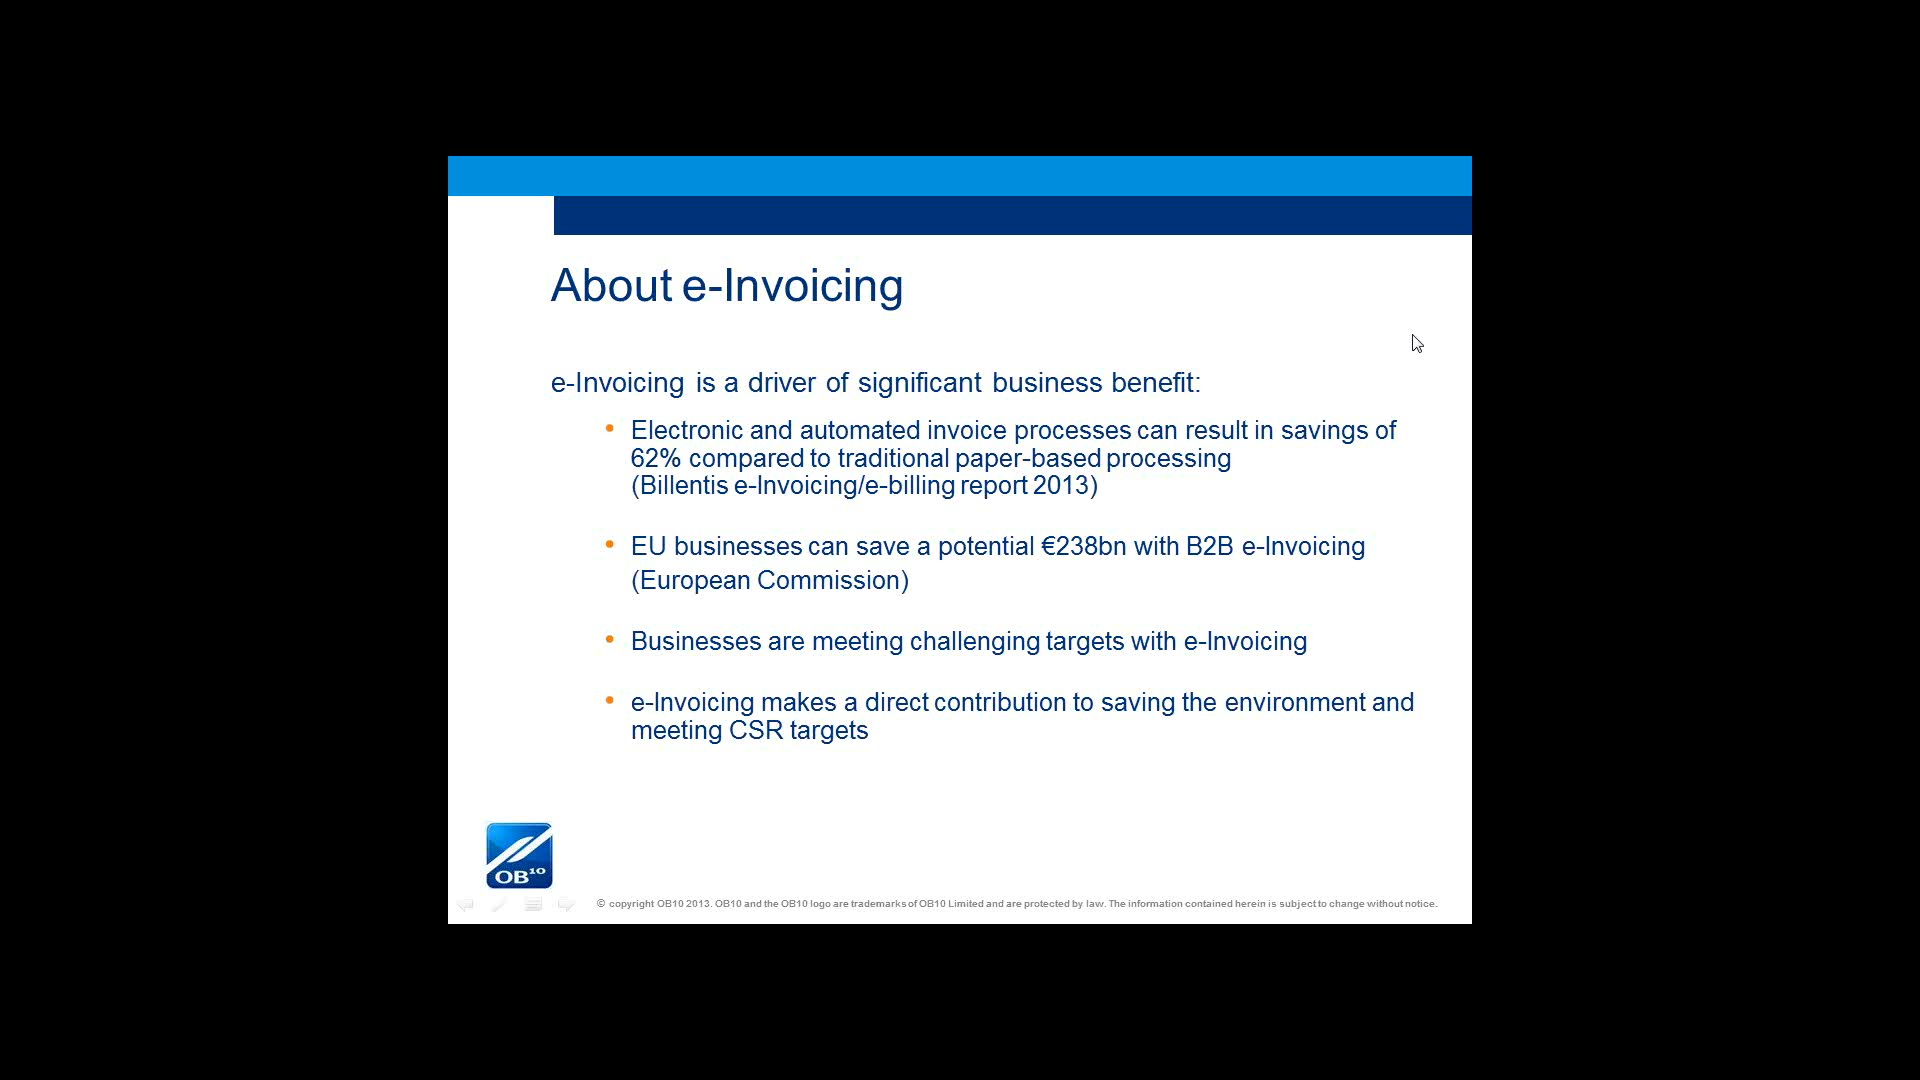 About e-Invoicing
e-Invoicing is a driver of significant business benefit:
• Electronic and automated invoice processes can result in savings of
62% compared to traditional paper-based processing
(Billentis e-Invoicing/e-billing report 2013)
• EU businesses can save a potential €238bn with B2B e-Invoicing
(European Commission)
• Businesses are meeting challenging targets with e-Invoicing
• e-Invoicing makes a direct contribution to saving the environment and
meeting CSR targets
OB10
© copyright OB10 2013. OB10 and the OB10 logo are trademarks of OB10 Limited and are protected by law. The information contained herein is subject to change without notice.